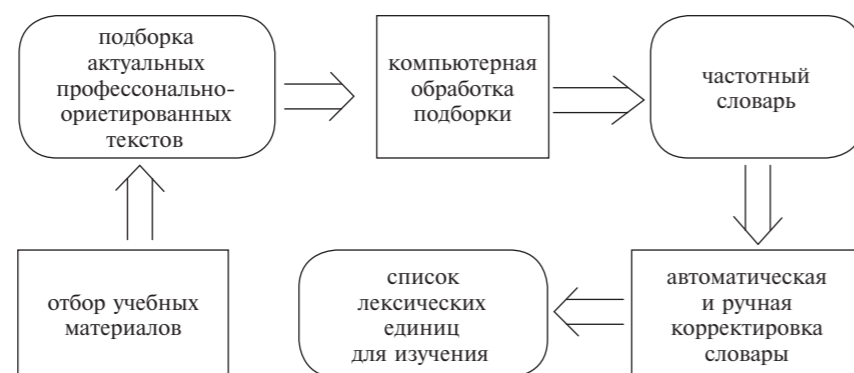 подборка
актуальных
профессионально-
ориетированных
текстов
компьютерная
обработка
подборки
частотный
словарь
отбор учебных
материалов
список
лексических
единиц
для изучения
автоматическая
и ручная
корректировка
словары